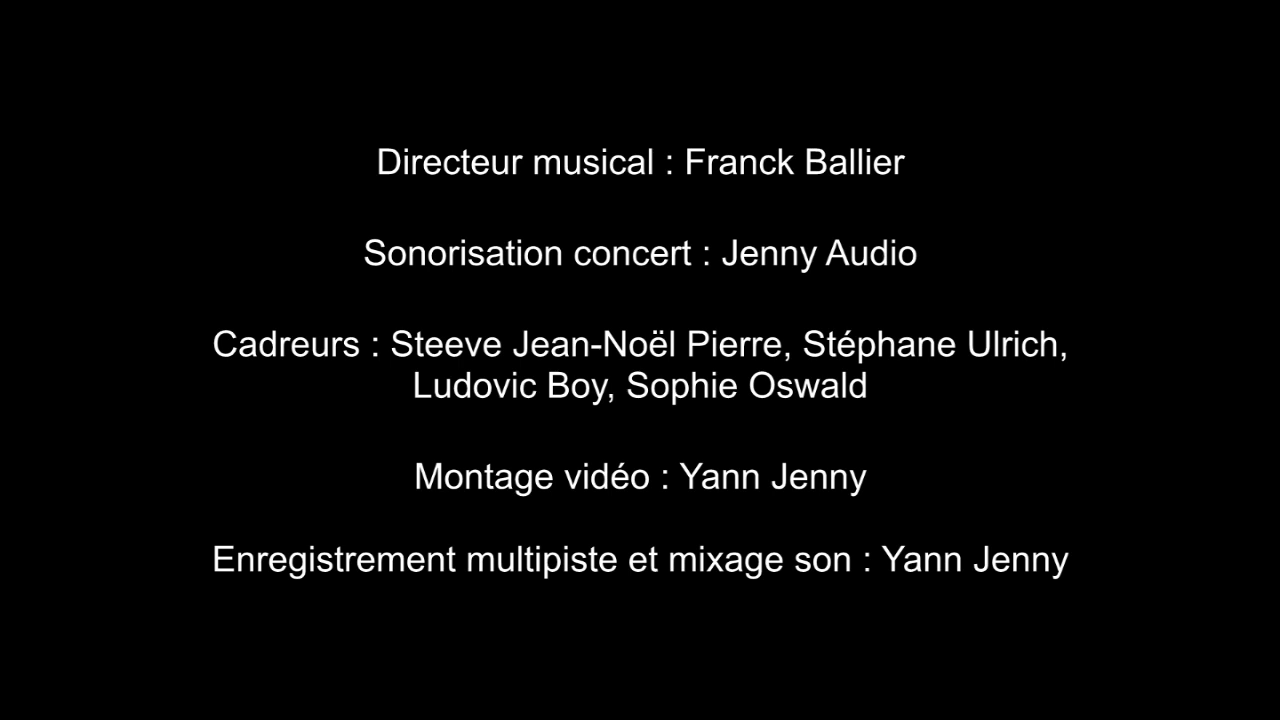 Directeur musical : Franck Ballier
Sonorisation concert : Jenny Audio
Cadreurs : Steeve Jean-Noël Pierre, Stéphane Ulrich,
Ludovic Boy, Sophie Oswald
Montage vidéo : Yann Jenny
Enregistrement multipiste et mixage son : Yann Jenny